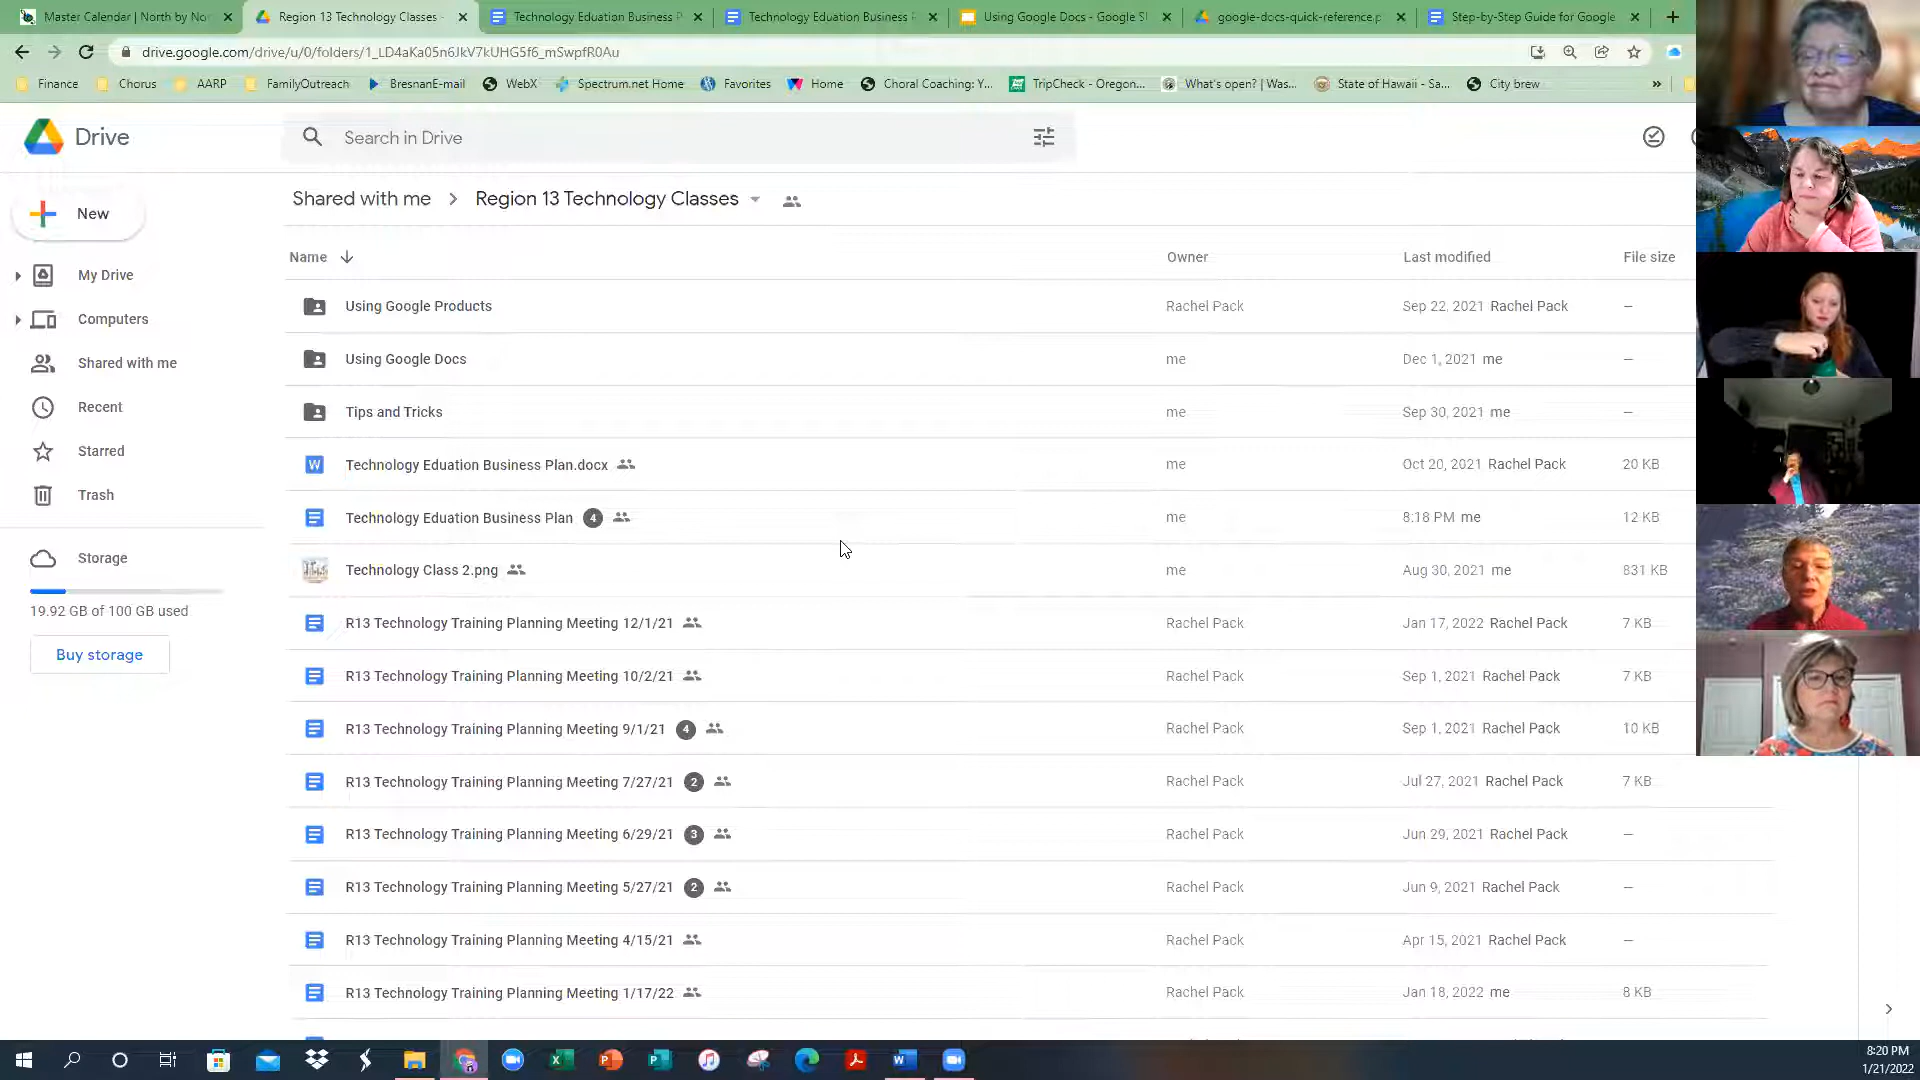 Master Calendar | North by No
Region 13 Technology Classes -
Technology Eduation Business P
Technology Eduation Business P
Using Google Docs - Google Sl
google-docs-quick-reference.p
Step-by-Step Guide for Google
drive.google.com/drive/u/0/folders/1_LD4aKa05n6JkV7kUHG5f6_mSwpfR0Au
Finance
Chorus
AARP
FamilyOutreach
BresnanE-mail
WebX
Spectrum.net Home
Favorites
Home
Choral Coaching: Y...
TripCheck - Oregon...
What's open? | Was...
State of Hawaii - Sa...
City brew
Drive
Search in Drive
New
My Drive
Computers
Shared with me
Recent
Starred
Trash
Storage
19.92 GB of 100 GB used
Buy storage
Shared with me > Region 13 Technology Classes
Name Owner Last modified File size
Using Google Products Rachel Pack Sep 22, 2021 Rachel Pack —
Using Google Docs me Dec 1, 2021 me —
Tips and Tricks me Sep 30, 2021 me —
W Technology Eduation Business Plan.docx me Oct 20, 2021 Rachel Pack 20 KB
Technology Eduation Business Plan 4 me 8:18 PM me 12 KB
Technology Class 2.png me Aug 30, 2021 me 831 KB
R13 Technology Training Planning Meeting 12/1/21 Rachel Pack Jan 17, 2022 Rachel Pack 7 KB
R13 Technology Training Planning Meeting 10/2/21 Rachel Pack Sep 1, 2021 Rachel Pack 7 KB
R13 Technology Training Planning Meeting 9/1/21 4 Rachel Pack Sep 1, 2021 Rachel Pack 10 KB
R13 Technology Training Planning Meeting 7/27/21 2 Rachel Pack Jul 27, 2021 Rachel Pack 7 KB
R13 Technology Training Planning Meeting 6/29/21 3 Rachel Pack Jun 29, 2021 Rachel Pack —
R13 Technology Training Planning Meeting 5/27/21 2 Rachel Pack Jun 9, 2021 Rachel Pack —
R13 Technology Training Planning Meeting 4/15/21 Rachel Pack Apr 15, 2021 Rachel Pack —
R13 Technology Training Planning Meeting 1/17/22 Rachel Pack Jan 18, 2022 me 8 KB
8:20 PM
1/21/2022